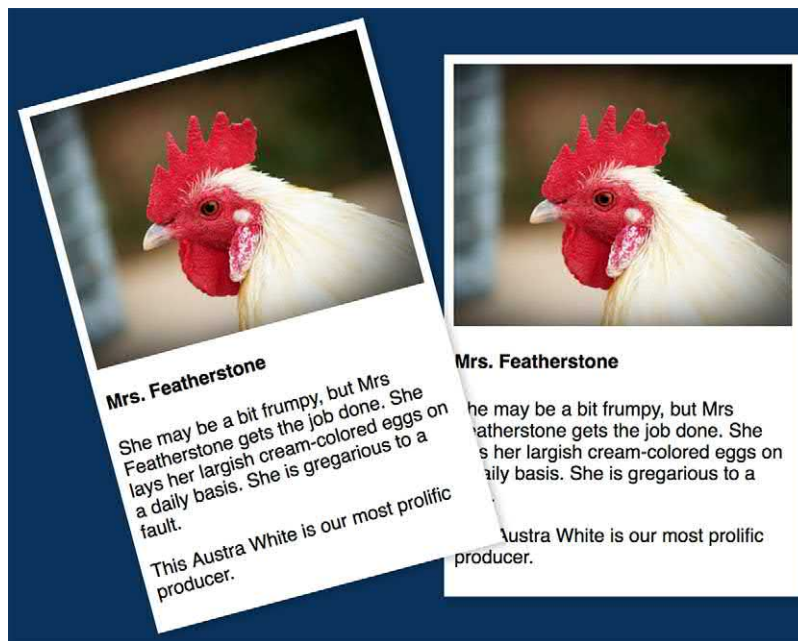 Mrs. Featherstone
She may be a bit frumpy, but Mrs
Featherstone gets the job done. She
lays her largish cream-colored eggs on
a daily basis. She is gregarious to a
fault.
This Austra White is our most prolific
producer.
Mrs. Featherstone
he may be a bit frumpy, but Mrs
eatherstone gets the job done. She
s her largish cream-colored eggs on
aily basis. She is gregarious to a
.
Austra White is our most prolific
producer.